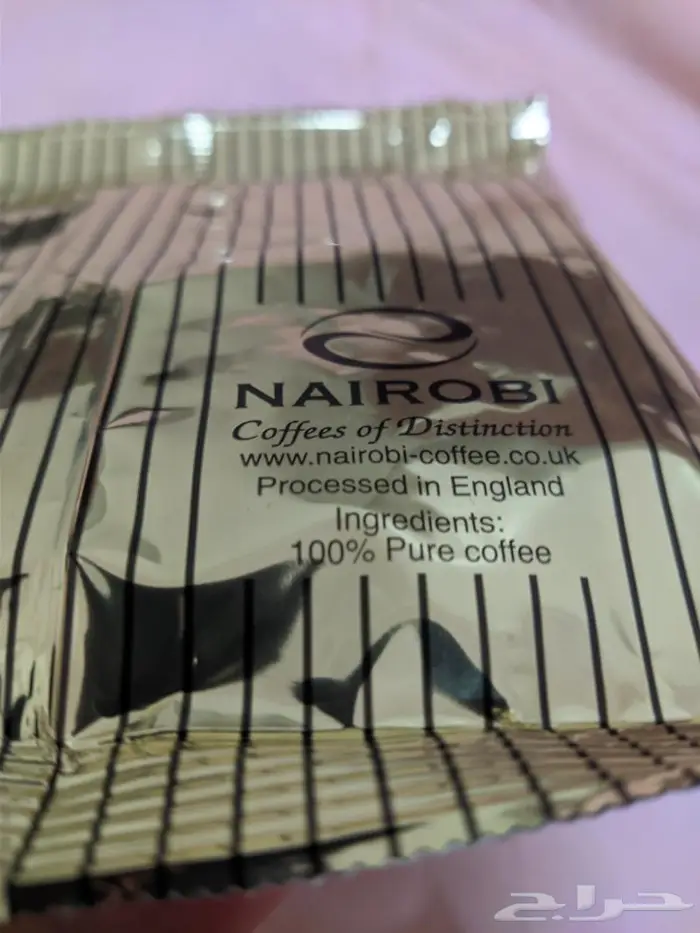 NAIROBI
Coffees of Distinction
www.nairobi-coffee.co.uk
Processed in England
Ingredients:
100% Pure coffee
حراج